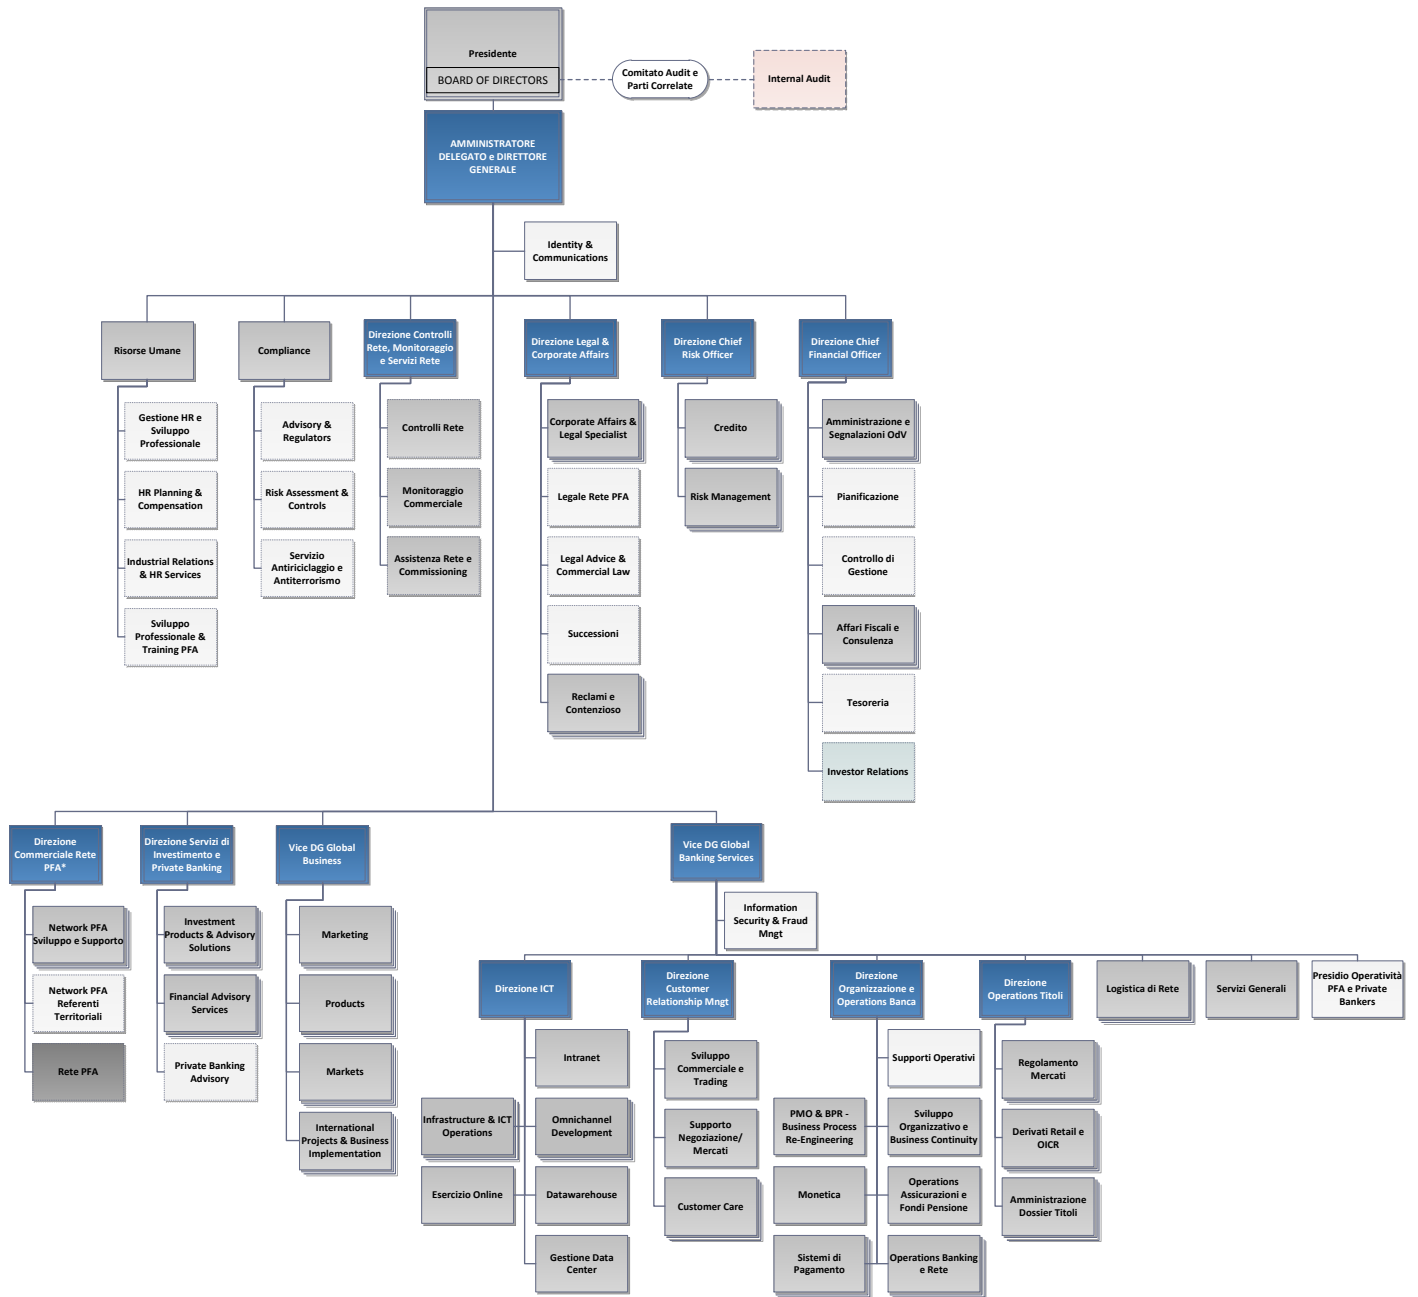 Presidente
BOARD OF DIRECTORS
Comitato Audit e
Parti Correlate
Internal Audit
AMMINISTRATORE
DELEGATO e DIRETTORE
GENERALE
Identity &
Communications
Risorse Umane
Compliance
Direzione Controlli
Rete, Monitoraggio
e Servizi Rete
Direzione Legal &
Corporate Affairs
Direzione Chief
Risk Officer
Direzione Chief
Financial Officer
Gestione HR e
Sviluppo
Professionale
HR Planning &
Compensation
Industrial Relations
& HR Services
Sviluppo
Professionale &
Training PFA
Advisory &
Regulators
Risk Assessment &
Controls
Servizio
Antiriciclaggio e
Antiterrorismo
Controlli Rete
Monitoraggio
Commerciale
Assistenza Rete e
Commissioning
Corporate Affairs &
Legal Specialist
Legale Rete PFA
Legal Advice &
Commercial Law
Successioni
Reclami e
Contenzioso
Credito
Risk Management
Amministrazione e
Segnalazioni OdV
Pianificazione
Controllo di
Gestione
Affari Fiscali e
Consulenza
Tesoreria
Investor Relations
Direzione
Commerciale Rete
PFA*
Direzione Servizi di
Investimento e
Private Banking
Vice DG Global
Business
Vice DG Global
Banking Services
Network PFA
Sviluppo e Supporto
Network PFA
Referenti
Territoriali
Rete PFA
Investment
Products & Advisory
Solutions
Financial Advisory
Services
Private Banking
Advisory
Marketing
Products
Markets
International
Projects & Business
Implementation
Information
Security & Fraud
Mngt
Direzione ICT
Direzione
Customer
Relationship Mngt
Direzione
Organizzazione e
Operations Banca
Direzione
Operations Titoli
Logistica di Rete
Servizi Generali
Presidio Operatività
PFA e Private
Bankers
Intranet
Infrastructure & ICT
Operations
Omnichannel
Development
Esercizio Online
Datawarehouse
Gestione Data
Center
Sviluppo
Commerciale e
Trading
Supporto
Negoziazione/
Mercati
Customer Care
Supporti Operativi
PMO & BPR -
Business Process
Re-Engineering
Sviluppo
Organizzativo e
Business Continuity
Monetica
Operations
Assicurazioni e
Fondi Pensione
Sistemi di
Pagamento
Operations Banking
e Rete
Regolamento
Mercati
Derivati Retail e
OICR
Amministrazione
Dossier Titoli